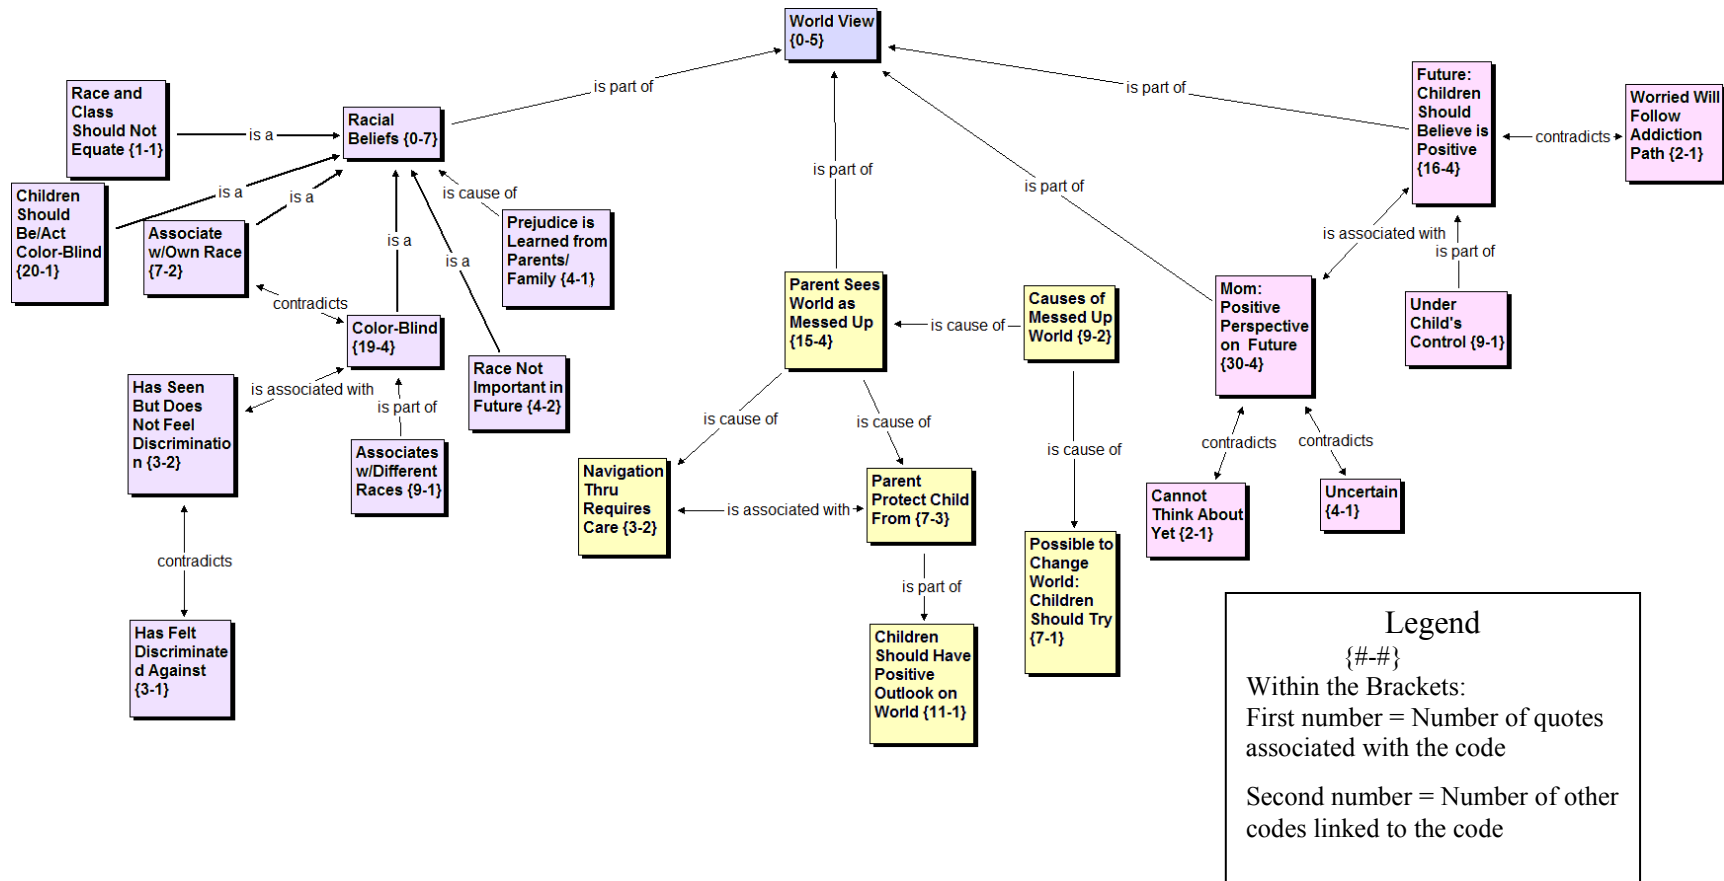 World View
{0-5}
is part of
is part of
is part of
is part of
Race and
Class
Should Not
Equate {1-1}
is a
Racial
Beliefs {0-7}
Future:
Children
Should
Believe is
Positive
{16-4}
contradicts
Worried Will
Follow
Addiction
Path {2-1}
Children
Should
Be/Act
Color-Blind
{20-1}
is a
is a
is cause of
Associate
w/Own Race
{7-2}
is a
is a
Prejudice is
Learned from
Parents/
Family {4-1}
is associated with
is part of
contradicts
Color-Blind
{19-4}
Parent Sees
World as
Messed Up
{15-4}
is cause of
Causes of
Messed Up
World {9-2}
Mom:
Positive
Perspective
on Future
{30-4}
Under
Child's
Control {9-1}
Has Seen
But Does
Not Feel
Discriminatio
n {3-2}
is associated with
is part of
Race Not
Important in
Future {4-2}
Associates
w/Different
Races {9-1}
is cause of
is cause of
is cause of
contradicts
contradicts
Navigation
Thru
Requires
Care {3-2}
is associated with
Parent
Protect Child
From {7-3}
Cannot
Think About
Yet {2-1}
Uncertain
{4-1}
contradicts
is part of
Possible to
Change
World:
Children
Should Try
{7-1}
Has Felt
Discriminate
d Against
{3-1}
Children
Should Have
Positive
Outlook on
World {11-1}
Legend
{#-#}
Within the Brackets:
First number = Number of quotes
associated with the code
Second number = Number of other
codes linked to the code